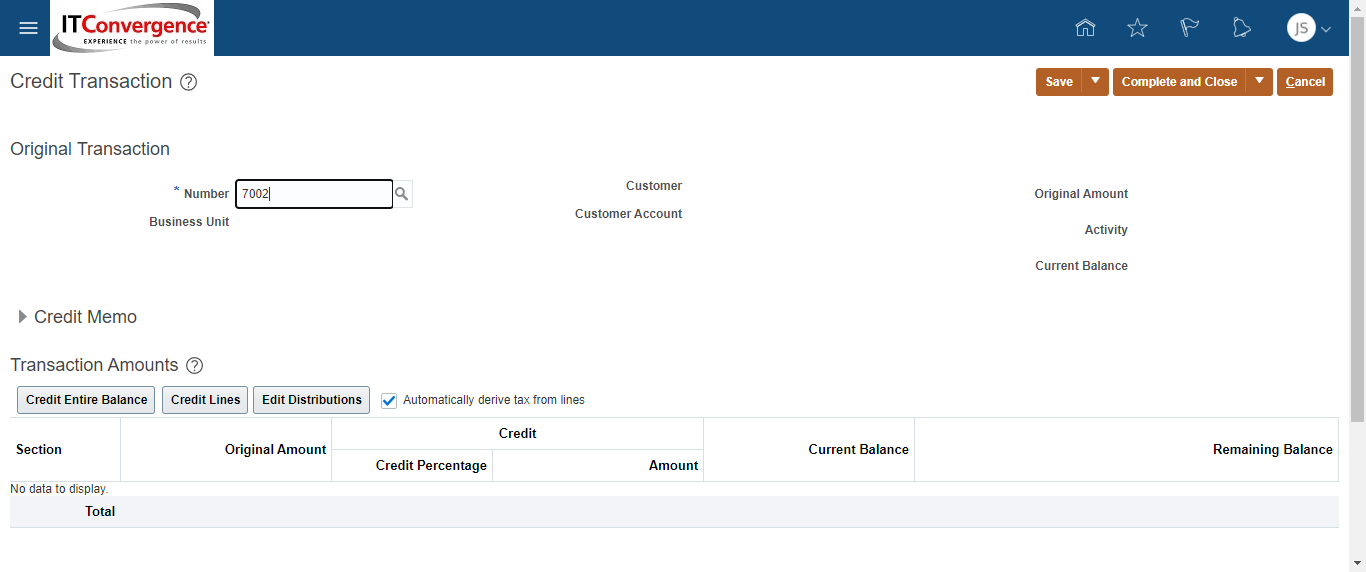 ITConvergence
EXPERIENCE the power of results
JS
Credit Transaction ?
Save
Complete and Close
Cancel
Original Transaction
* Number 7002
Business Unit
Customer
Customer Account
Original Amount
Activity
Current Balance
Credit Memo
Transaction Amounts ?
Credit Entire Balance Credit Lines Edit Distributions Automatically derive tax from lines
Section Original Amount Credit Current Balance Remaining Balance
Credit Percentage Amount
No data to display.
Total